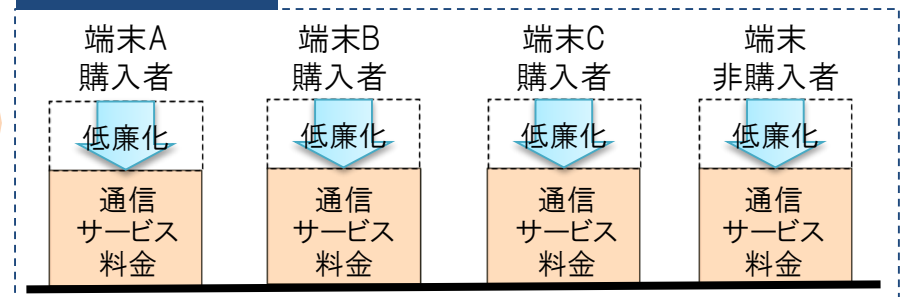 端末A
購入者
端末B
購入者
端末C
購入者
端末
非購入者
低廉化
低廉化
低廉化
低廉化
通信
サービス
料金
通信
サービス
料金
通信
サービス
料金
通信
サービス
料金